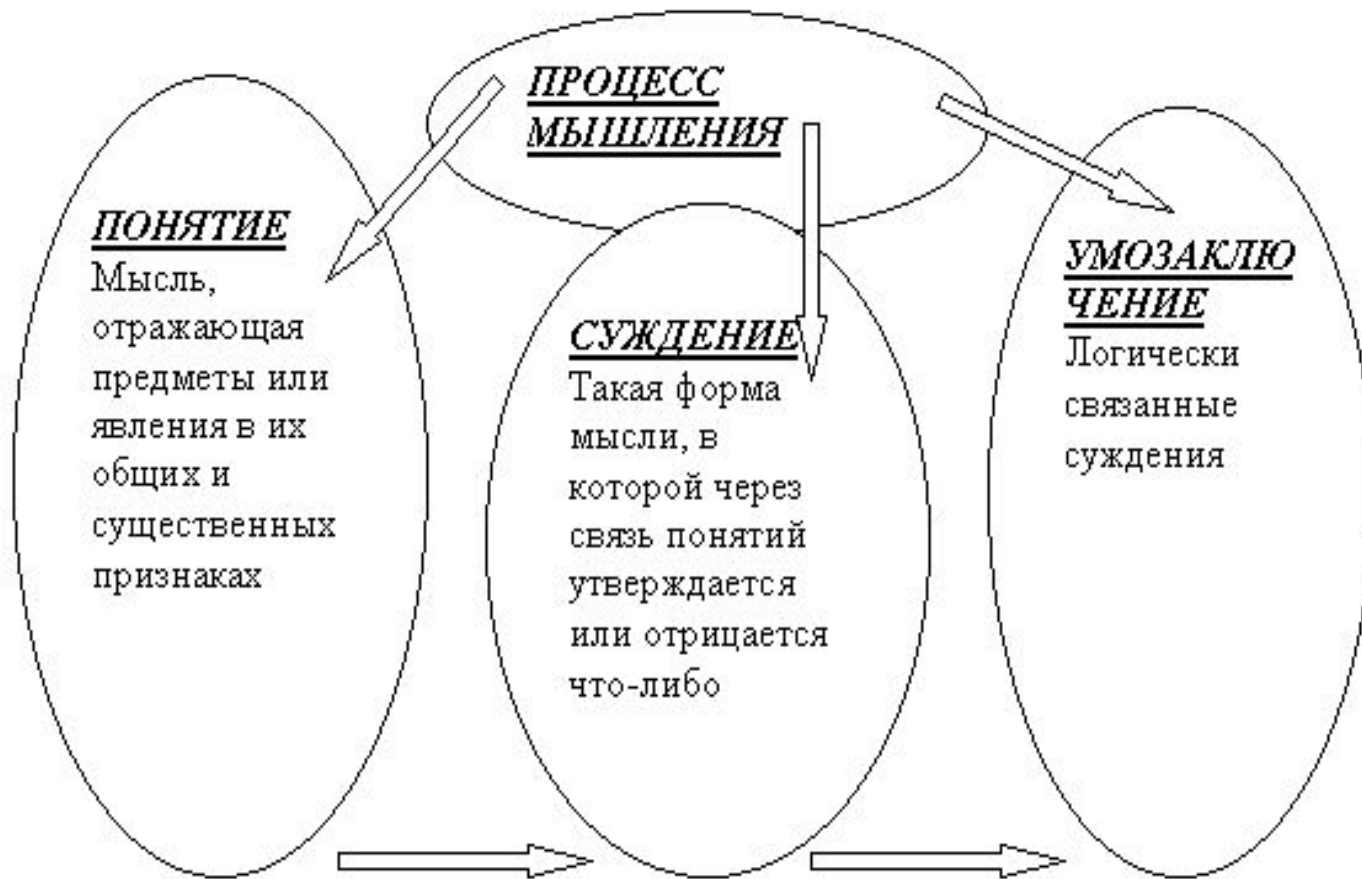 ПРОЦЕСС
МЫШЛЕНИЯ
ПОНЯТИЕ
Мысль,
отражающая
предметы или
явления в их
общих и
существенных
признаках
СУЖДЕНИЕ
Такая форма
мысли, в
которой через
связь понятий
утверждается
или отрицается
что-либо
УМОЗАКЛЮ
ЧЕНИЕ
Логически
связанные
суждения